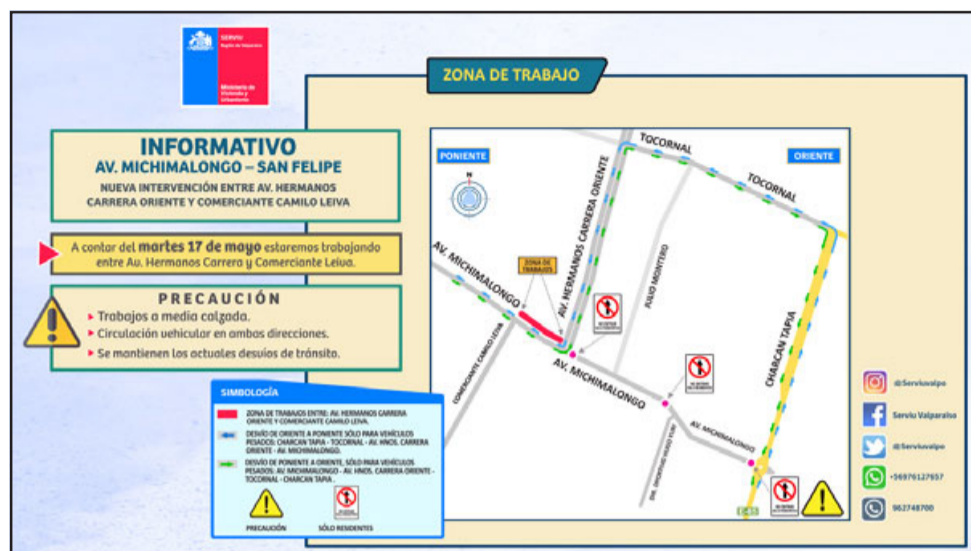 SERVIU
Región de Valparaíso
Ministerio de
Vivienda y
Urbanismo
ZONA DE TRABAJO
INFORMATIVO
AV. MICHIMALONGO – SAN FELIPE
NUEVA INTERVENCIÓN ENTRE AV. HERMANOS
CARRERA ORIENTE Y COMERCIANTE CAMILO LEIVA
A contar del martes 17 de mayo estaremos trabajando
entre Av. Hermanos Carrera y Comerciante Leiva.
PRECAUCIÓN
Trabajos a media calzada.
Circulación vehicular en ambas direcciones.
Se mantienen los actuales desvíos de tránsito.
SIMBOLOGÍA
ZONA DE TRABAJOS ENTRE: AV. HERMANOS CARRERA
ORIENTE Y COMERCIANTE CAMILO LEIVA.
DESVÍO DE ORIENTE A PONIENTE SÓLO PARA VEHÍCULOS
PESADOS: CHARCAN TAPIA - TOCORNAL - AV. HNOS. CARRERA
ORIENTE - AV. MICHIMALONGO.
DESVÍO DE PONIENTE A ORIENTE, SÓLO PARA VEHÍCULOS
PESADOS: AV. MICHIMALONGO - AV. HNOS. CARRERA ORIENTE -
TOCORNAL - CHARCAN TAPIA .
PRECAUCIÓN
SÓLO RESIDENTES
PONIENTE
ORIENTE
N
TOCORNAL
TOCORNAL
AV. HERMANOS CARRERA ORIENTE
JULIO MONTERO
CHARCAN TAPIA
ZONA DE
TRABAJOS
AV. MICHIMALONGO
COMERCIANTE CAMILO LEIVA
AV. MICHIMALONGO
AV. MICHIMALONGO
E-85
@Serviuvalpo
Serviu Valparaíso
@Serviuvalpo
+56976127657
962748700